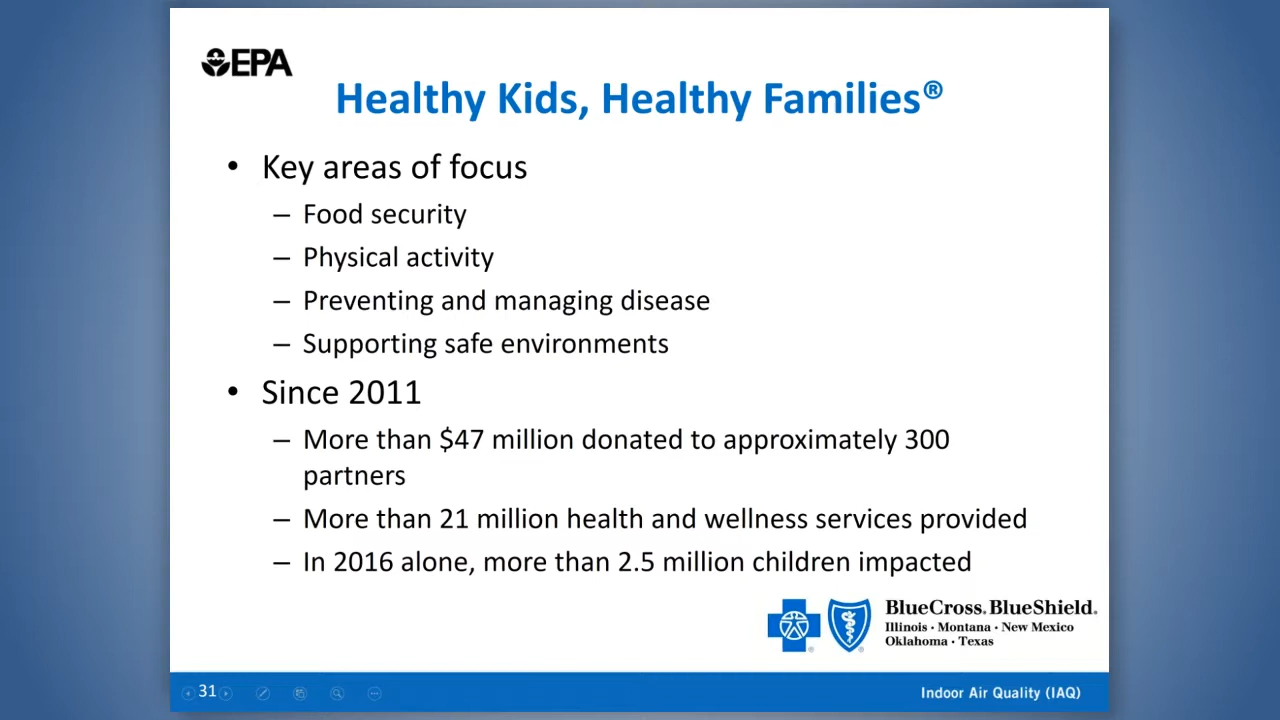 EPA
Healthy Kids, Healthy Families®
• Key areas of focus
– Food security
– Physical activity
– Preventing and managing disease
– Supporting safe environments
• Since 2011
– More than $47 million donated to approximately 300
partners
– More than 21 million health and wellness services provided
– In 2016 alone, more than 2.5 million children impacted
BlueCross. BlueShield.
Illinois · Montana · New Mexico
Oklahoma · Texas
31
Indoor Air Quality (IAQ)